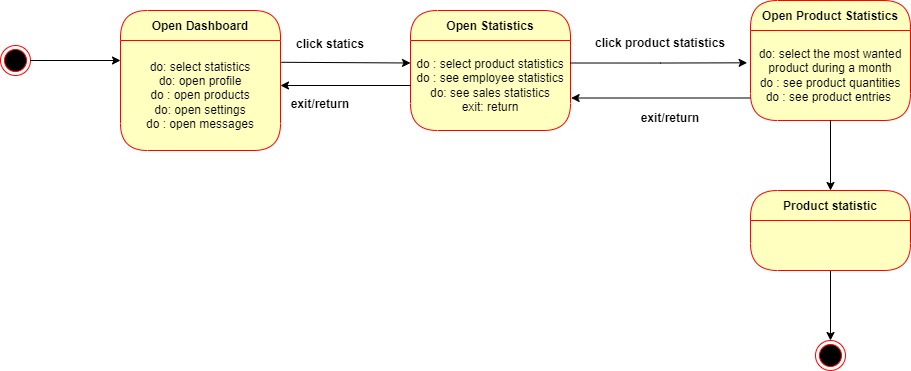 Open Dashboard
do: select statistics
do: open profile
do : open products
do: open settings
do : open messages
click statics
exit/return
Open Statistics
do : select product statistics
do : see employee statistics
do: see sales statistics
exit: return
click product statistics
exit/return
Open Product Statistics
do: select the most wanted
product during a month
do : see product quantities
do : see product entries
Product statistic